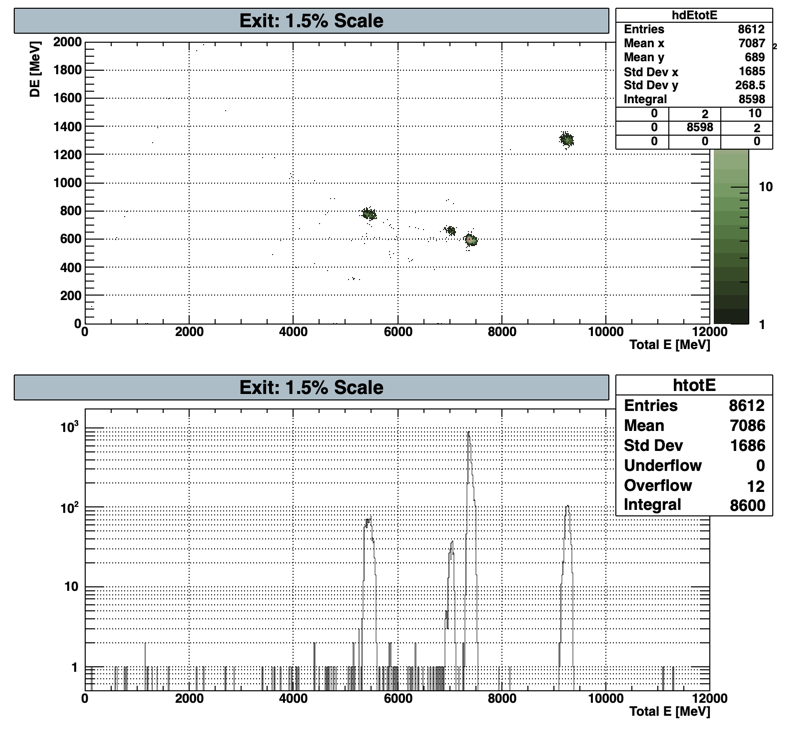 Exit: 1.5% Scale
hdEtotE
Entries 8612
Mean x 7087
Mean y 689
Std Dev x 1685
Std Dev y 268.5
Integral 8598
0 2 10
0 8598 2
0 0 0
2
DE [MeV]
2000
1800
1600
1400
1200
1000
800
600
400
200
0
0 2000 4000 6000 8000 10000 12000
Total E [MeV]
10
1
Exit: 1.5% Scale
htotE
Entries 8612
Mean 7086
Std Dev 1686
Underflow 0
Overflow 12
Integral 8600
10³
10²
10
1
0 2000 4000 6000 8000 10000 12000
Total E [MeV]